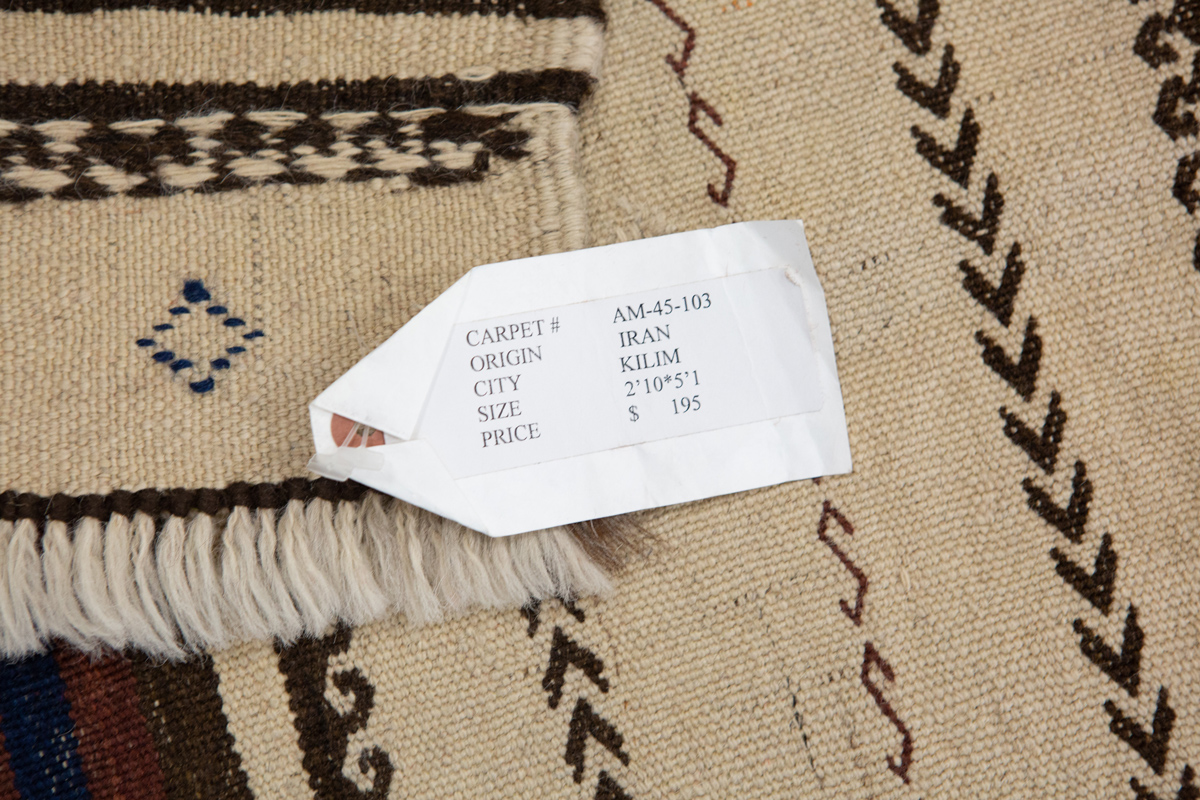 CARPET # AM-45-103
ORIGIN IRAN
CITY KILIM
SIZE 2'10*5'1
PRICE $ 195